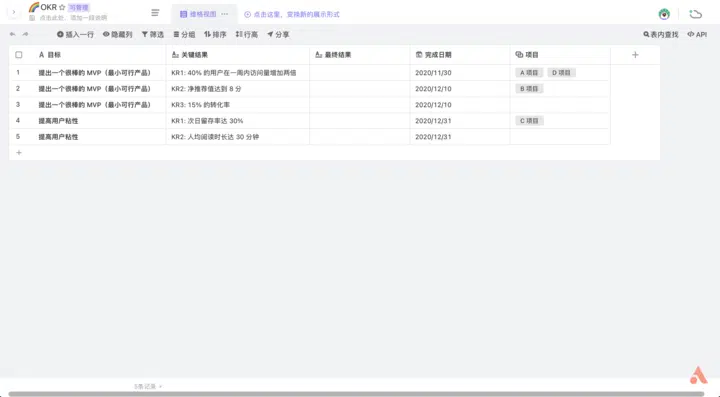 OKR 可管理
点击此处，添加一段说明
维格视图 ···
点击这里，变换新的展示形式
插入一行 隐藏列 筛选 分组 排序 行高 分享
表内查找 API
目标 关键结果 最终结果 完成日期 项目
1 提出一个很棒的 MVP（最小可行产品） KR1: 40% 的用户在一周内访问量增加两倍 2020/11/30 A 项目 D 项目
2 提出一个很棒的 MVP（最小可行产品） KR2: 净推荐值达到 8 分 2020/12/10 B 项目
3 提出一个很棒的 MVP（最小可行产品） KR3: 15% 的转化率 2020/12/10
4 提高用户粘性 KR1: 次日留存率达 30% 2020/12/31 C 项目
5 提高用户粘性 KR2: 人均阅读时长达 30 分钟 2020/12/31
条记录